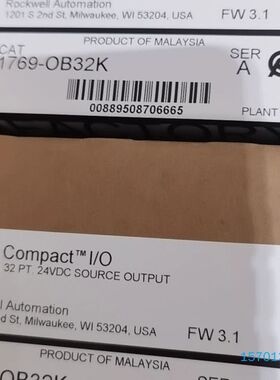 Rockwell Automation
1201 S 2nd St, Milwaukee, WI 53204, USA FW 3.1
PRODUCT OF MALAYSIA
CAT SER
1769-OB32K A
00889508706665 PLANT
Compact™ I/O
32 PT. 24VDC SOURCE OUTPUT
l Automation
nd St, Milwaukee, WI 53204, USA FW 3.1
PRODUCT OF MALAYSIA
SER